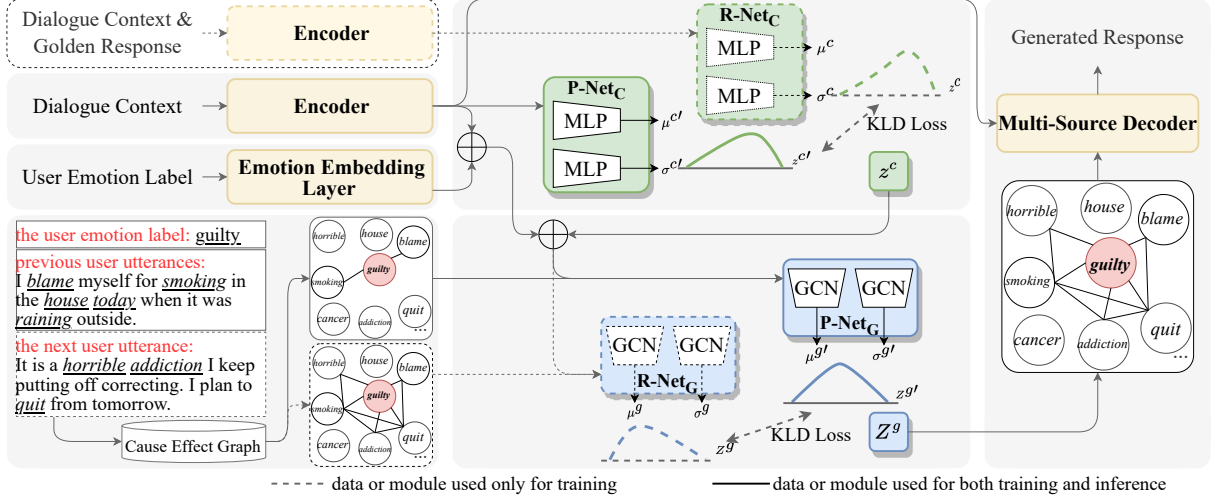 Dialogue Context &
Golden Response
Encoder
Dialogue Context
Encoder
User Emotion Label
Emotion Embedding
Layer
R-NetC
MLP
μᶜ
MLP
σᶜ
zᶜ
P-NetC
MLP
μᶜ′
MLP
σᶜ′
zᶜ′
KLD Loss
zᶜ
Generated Response
Multi-Source Decoder
the user emotion label: guilty
previous user utterances:
I blame myself for smoking in
the house today when it was
raining outside.
the next user utterance:
It is a horrible addiction I keep
putting off correcting. I plan to
quit from tomorrow.
Cause Effect Graph
horrible
house
blame
guilty
smoking
cancer
addiction
quit
...
horrible
house
blame
guilty
smoking
cancer
addiction
quit
...
GCN
GCN
P-NetG
μᵍ′
σᵍ′
Zᵍ′
GCN
GCN
R-NetG
μᵍ
σᵍ
Zᵍ
KLD Loss
Zᵍ
horrible
house
blame
guilty
smoking
cancer
addiction
quit
...
data or module used only for training
data or module used for both training and inference